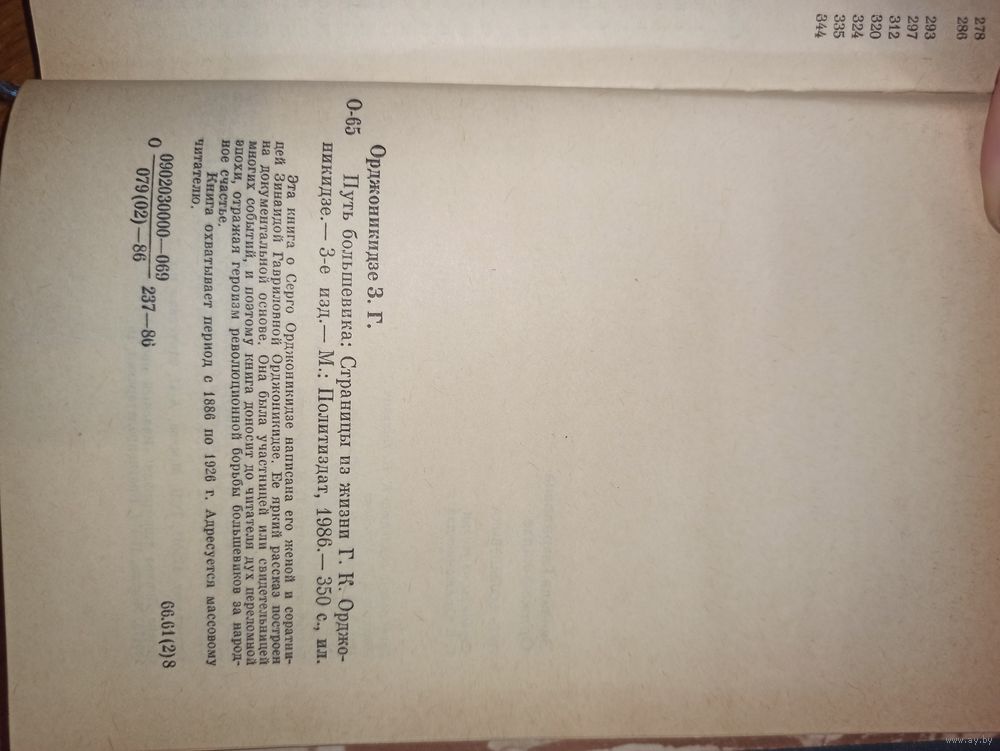 278
286
293
297
312
320
324
335
344
Орджоникидзе З. Г.
О-65 Путь большевика: Страницы из жизни Г. К. Орджо-
никидзе.— 3-е изд.— М.: Политиздат, 1986.— 350 с., ил.
Эта книга о Серго Орджоникидзе написана его женой и соратни-
цей Зинаидой Гавриловной Орджоникидзе. Ее яркий рассказ построен
на документальной основе. Она была участницей или свидетельницей
многих событий, и поэтому книга доносит до читателя дух переломной
эпохи, отражая героизм революционной борьбы большевиков за народ-
ное счастье.
Книга охватывает период с 1886 по 1926 г. Адресуется массовому
читателю.
О 0902030000—069 237—86
079(02)—86
66.61(2)8
www.ay.by